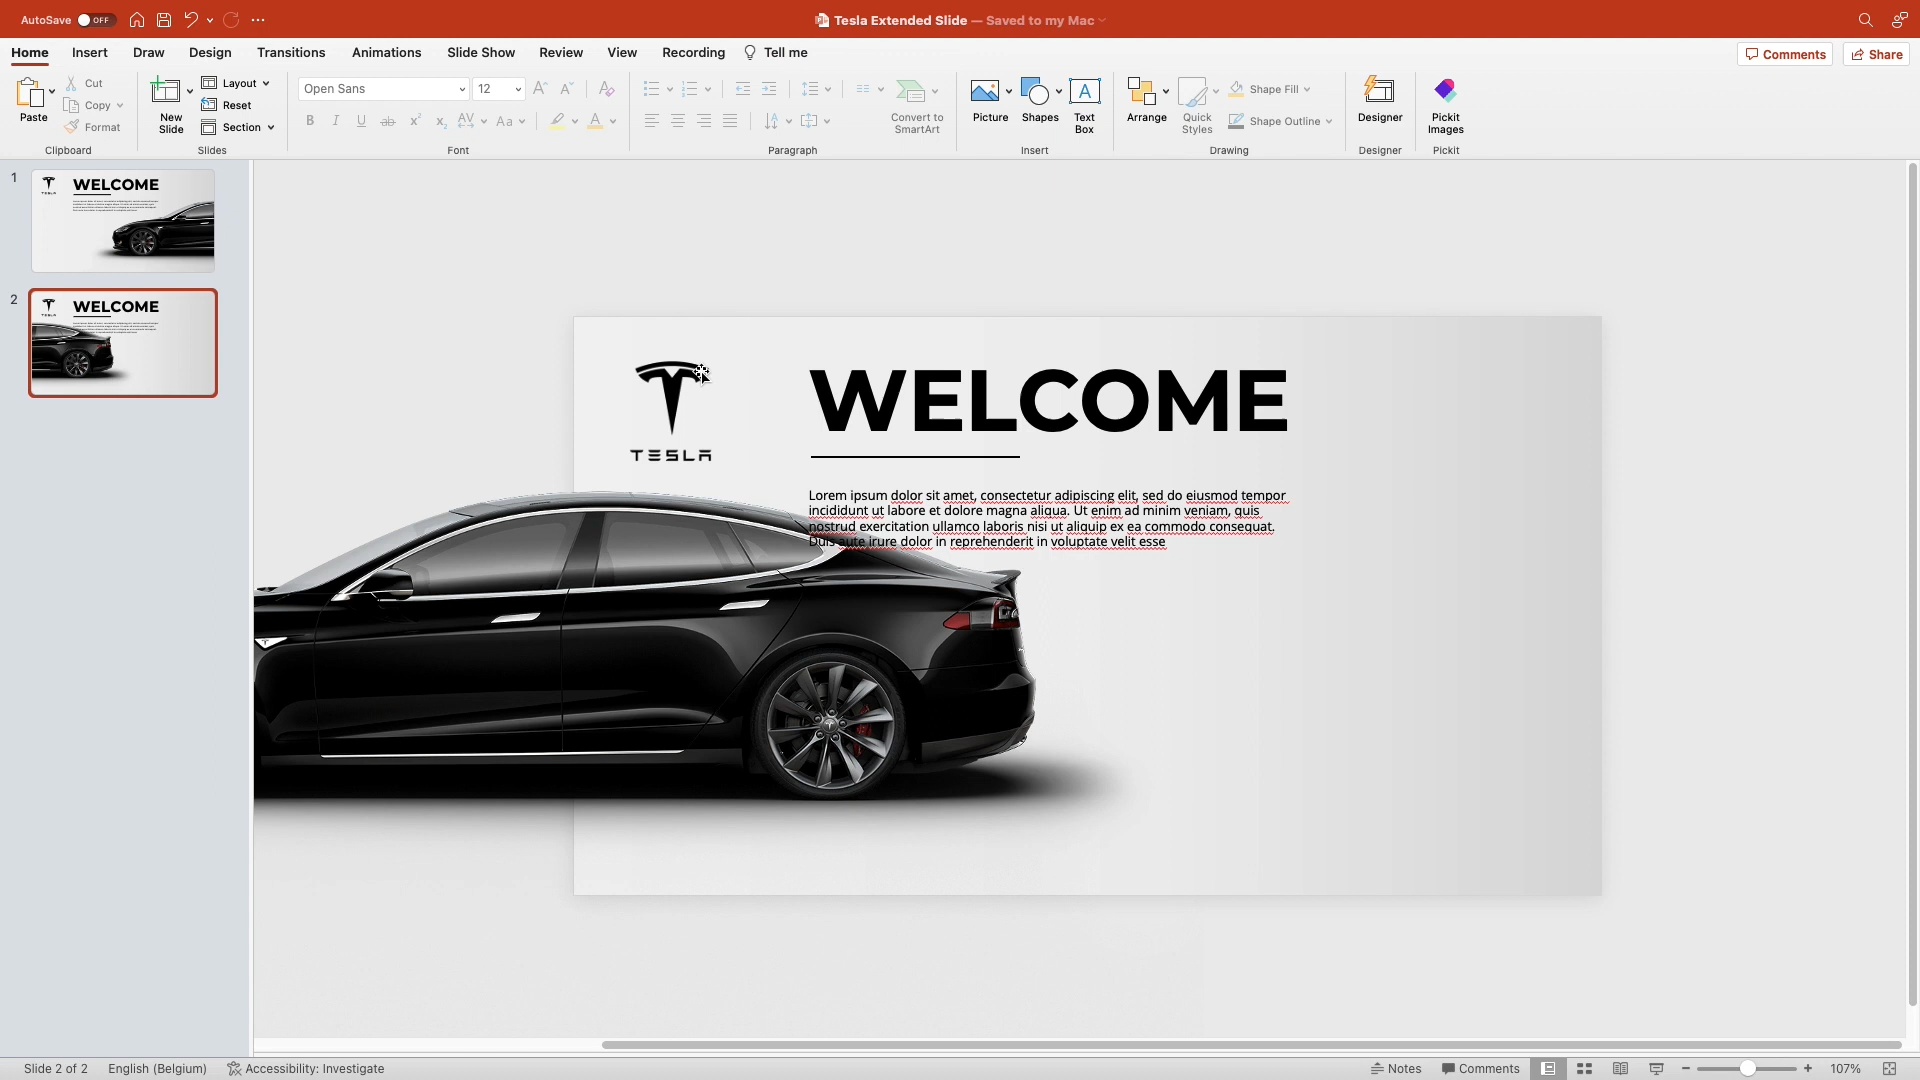 AutoSave OFF
Tesla Extended Slide — Saved to my Mac
Home Insert Draw Design Transitions Animations Slide Show Review View Recording Tell me
Comments Share
Paste
Cut
Copy
Format
Clipboard
New Slide
Layout
Reset
Section
Slides
Open Sans 12
Font
Paragraph
Convert to SmartArt
Picture Shapes Text Box
Insert
Arrange Quick Styles
Shape Fill
Shape Outline
Drawing
Designer
Designer
Pickit Images
Pickit
1
TESLA
WELCOME
2
TESLA
WELCOME
TESLA
WELCOME
Lorem ipsum dolor sit amet, consectetur adipiscing elit, sed do eiusmod tempor
incididunt ut labore et dolore magna aliqua. Ut enim ad minim veniam, quis
nostrud exercitation ullamco laboris nisi ut aliquip ex ea commodo consequat.
Duis aute irure dolor in reprehenderit in voluptate velit esse
Slide 2 of 2 English (Belgium) Accessibility: Investigate
Notes Comments 107%